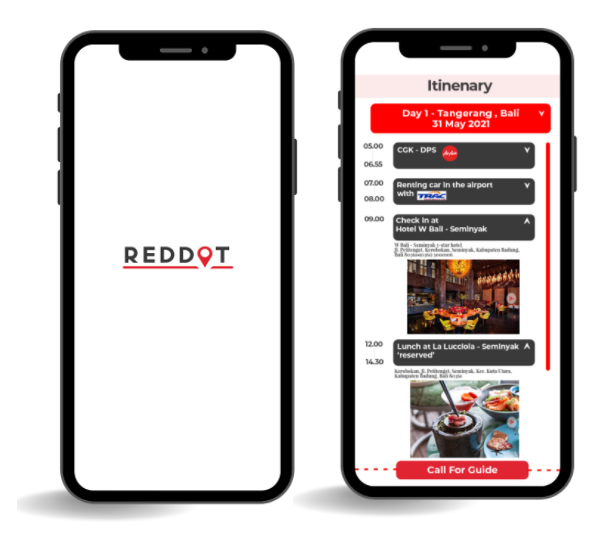 REDDOT
Itinenary
Day 1 - Tangerang , Bali
31 May 2021
05.00
CGK - DPS
AirAsia
06.55
07.00
Renting car in the airport
with TRAC
08.00
09.00
Check in at
Hotel W Bali - Seminyak
W Bali - Seminyak 5-star hotel
Jl. Petitenget, Kerobokan, Seminyak, Kabupaten Badung,
Bali
12.00
Lunch at La Lucciola - Seminyak
'reserved'
14.30
Kerobokan, Jl. Petitenget, Seminyak, Kec. Kuta Utara,
Kabupaten Badung, Bali 80361
Call For Guide